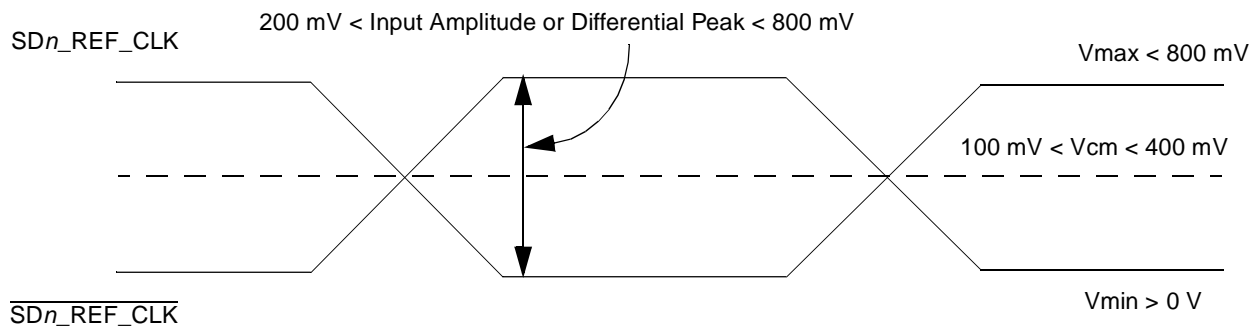 200 mV < Input Amplitude or Differential Peak < 800 mV
SDn_REF_CLK
Vmax < 800 mV
100 mV < Vcm < 400 mV
SDn_REF_CLK
Vmin > 0 V